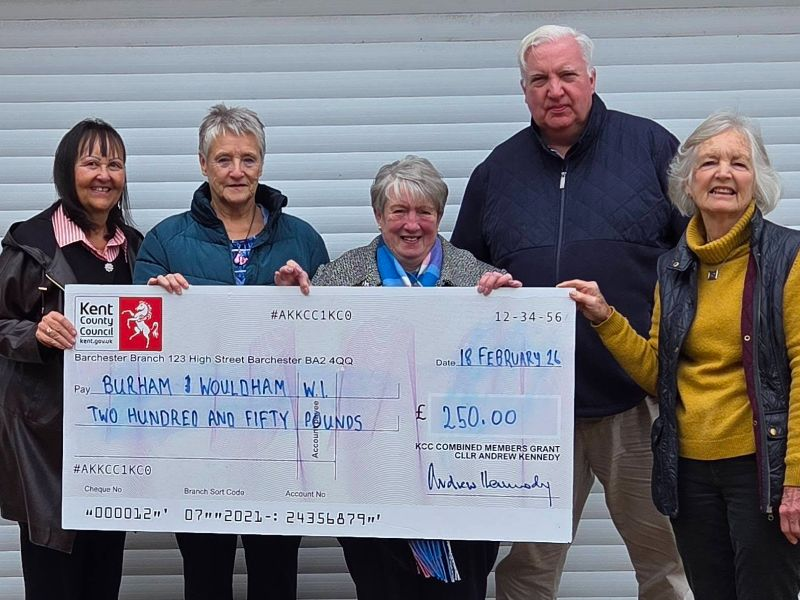 Kent
County
Council
kent.gov.uk
#AKKCC1KC0
12-34-56
Barchester Branch 123 High Street Barchester BA2 4QQ
Date 18 FEBRUARY 26
Pay BURHAM & WOULDHAM W.I.
TWO HUNDRED AND FIFTY POUNDS
Account Payee
£ 250.00
KCC COMBINED MEMBERS GRANT
CLLR ANDREW KENNEDY
#AKKCC1KC0
Andrew Kennedy
Cheque No Branch Sort Code Account No
"000012"' 07""2021-: 24356879"'